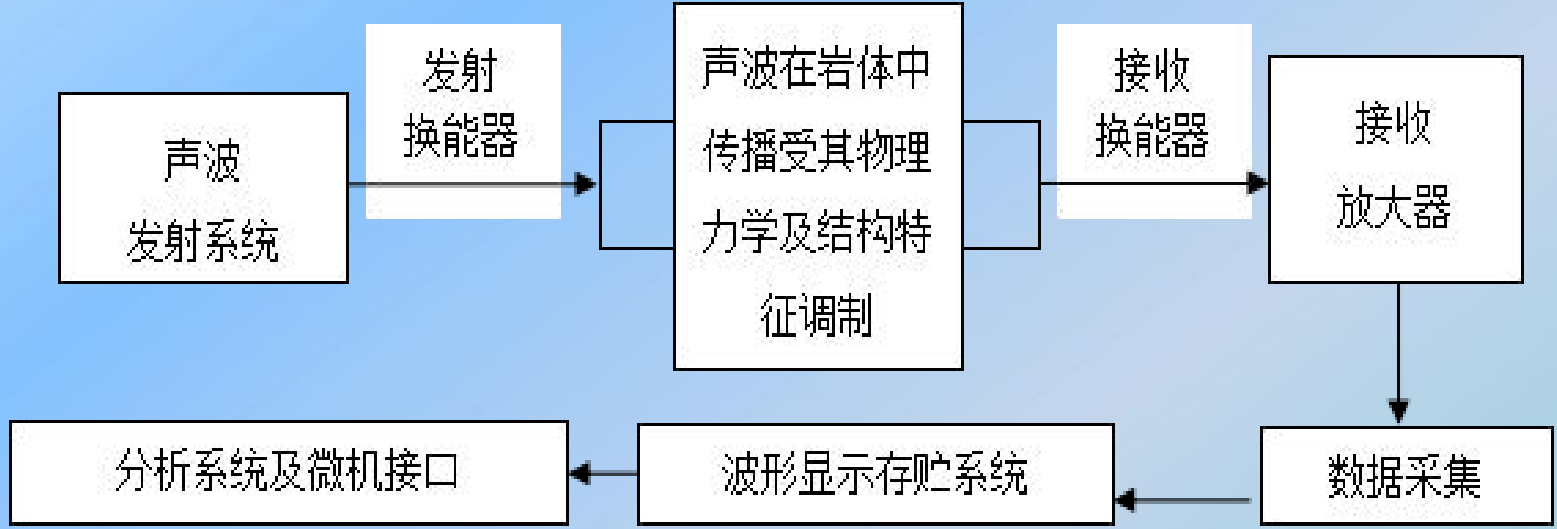 声波
发射系统
发射
换能器
声波在岩体中
传播受其物理
力学及结构特
征调制
接收
换能器
接收
放大器
数据采集
波形显示存贮系统
分析系统及微机接口